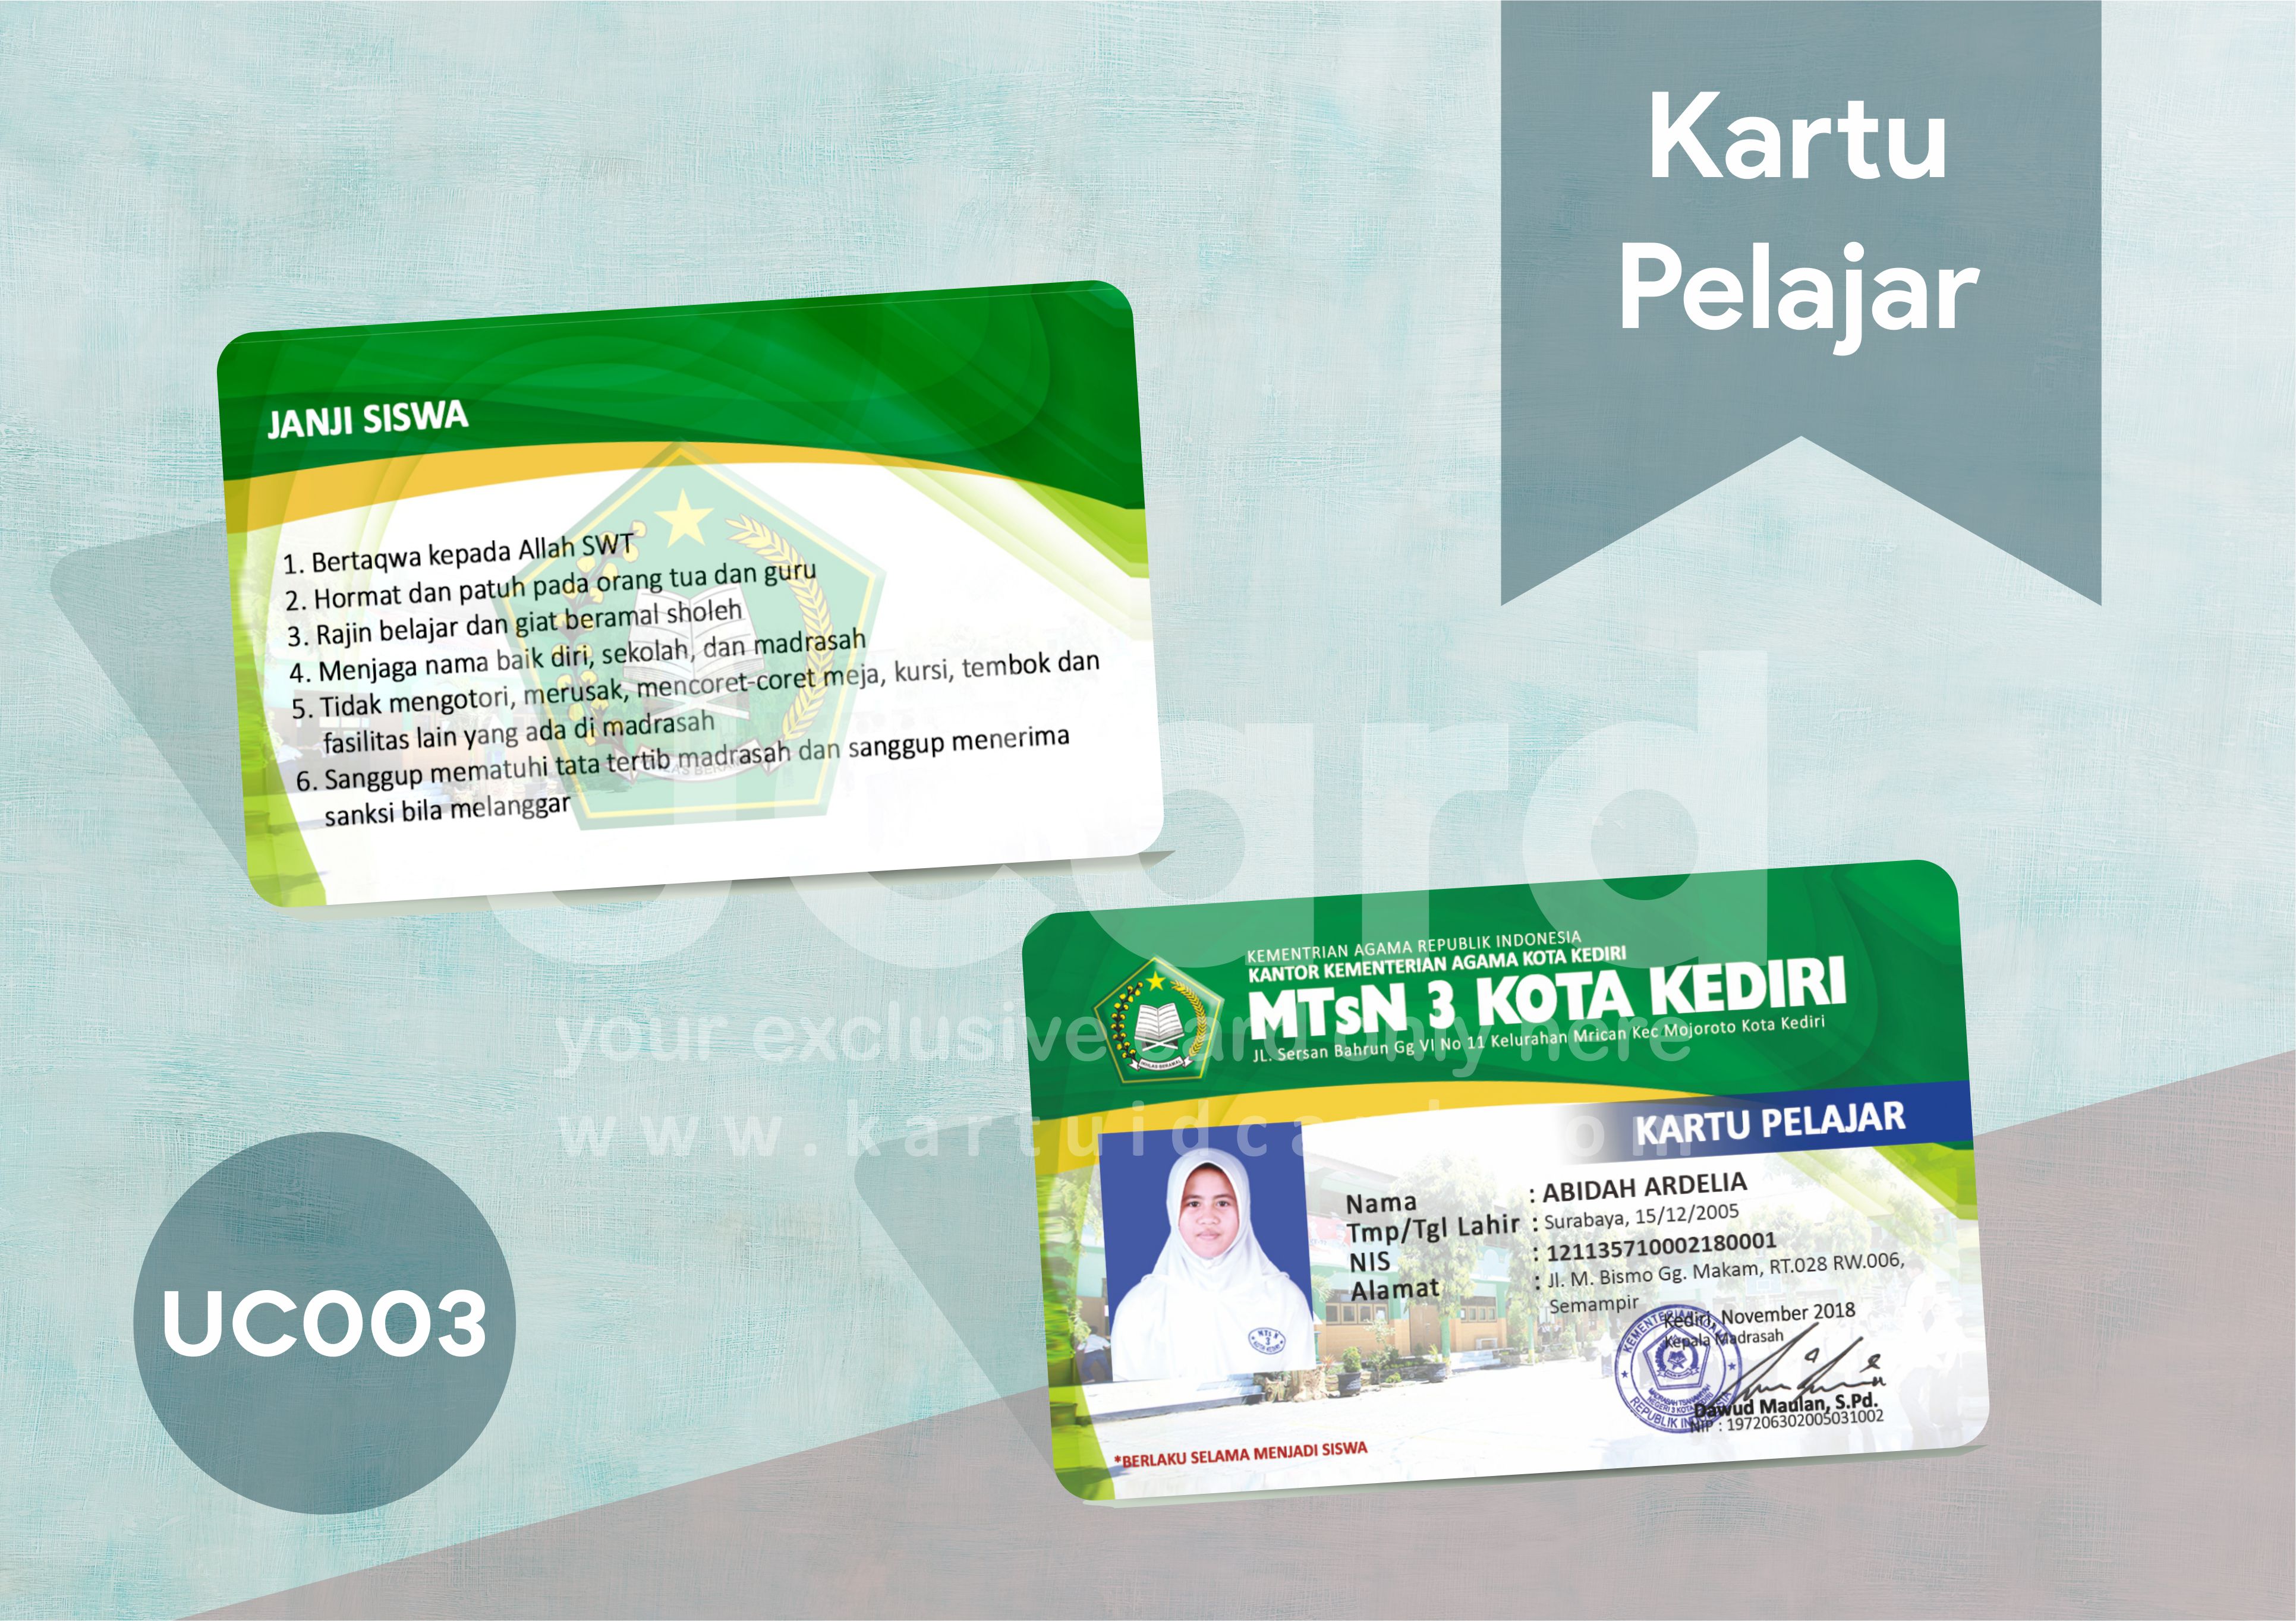 Kartu
Pelajar
JANJI SISWA
1. Bertaqwa kepada Allah SWT
2. Hormat dan patuh pada orang tua dan guru
3. Rajin belajar dan giat beramal sholeh
4. Menjaga nama baik diri, sekolah, dan madrasah
5. Tidak mengotori, merusak, mencoret-coret meja, kursi, tembok dan
fasilitas lain yang ada di madrasah
6. Sanggup mematuhi tata tertib madrasah dan sanggup menerima
sanksi bila melanggar
KEMENTRIAN AGAMA REPUBLIK INDONESIA
KANTOR KEMENTERIAN AGAMA KOTA KEDIRI
MTsN 3 KOTA KEDIRI
JL. Sersan Bahrun Gg VI No 11 Kelurahan Mrican Kec Mojoroto Kota Kediri
your exclusive card only here
KARTU PELAJAR
Nama : ABIDAH ARDELIA
Tmp/Tgl Lahir : Surabaya, 15/12/2005
NIS : 121135710002180001
Alamat : Jl. M. Bismo Gg. Makam, RT.028 RW.006,
Semampir
Kediri, November 2018
Kepala Madrasah
Dawud Maulan, S.Pd.
NIP : 197206302005031002
*BERLAKU SELAMA MENJADI SISWA
UC003